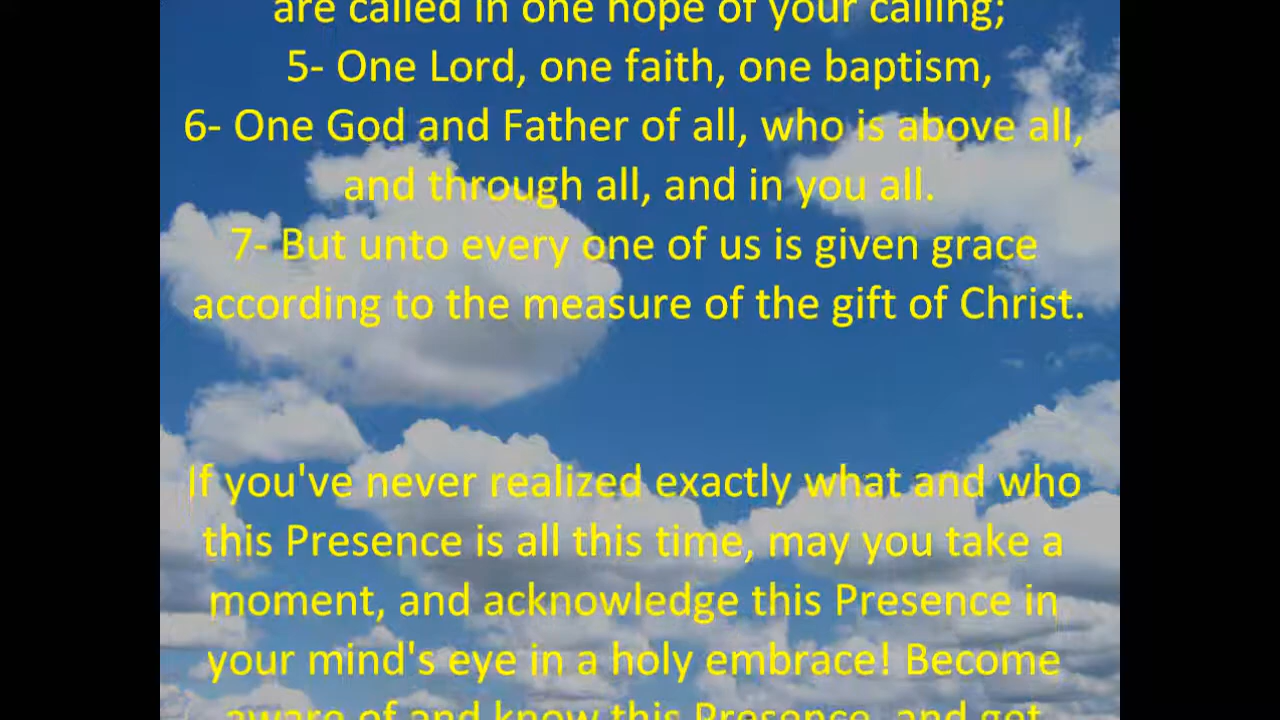 are called in one hope of your calling;
5- One Lord, one faith, one baptism,
6- One God and Father of all, who is above all,
and through all, and in you all.
7- But unto every one of us is given grace
according to the measure of the gift of Christ.
If you've never realized exactly what and who
this Presence is all this time, may you take a
moment, and acknowledge this Presence in
your mind's eye in a holy embrace! Become
aware of and know this Presence, and get